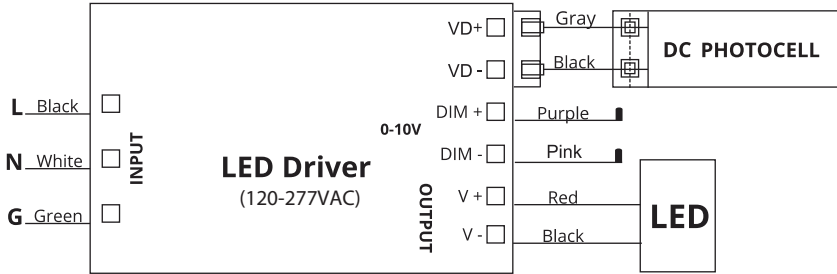 VD+
Gray
VD -
Black
DC PHOTOCELL
L Black
DIM +
Purple
0-10V
N White
INPUT
DIM -
Pink
LED Driver
(120-277VAC)
OUTPUT
V +
Red
LED
G Green
V -
Black